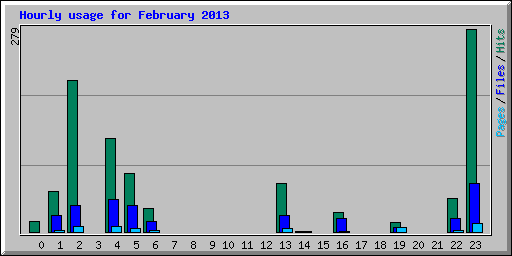 Hourly usage for February 2013
279
Pages/Files/Hits
0 1 2 3 4 5 6 7 8 9 10 11 12 13 14 15 16 17 18 19 20 21 22 23